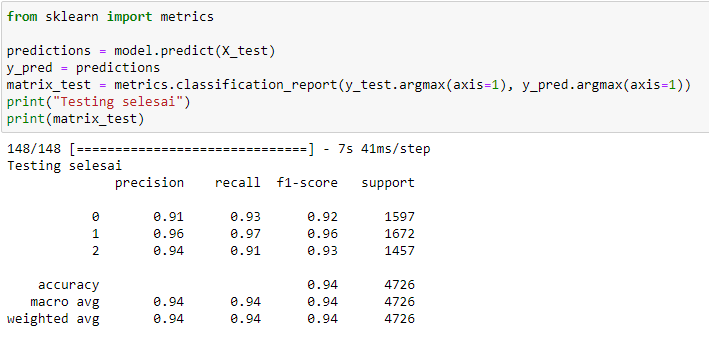 from sklearn import metrics
predictions = model.predict(X_test)
y_pred = predictions
matrix_test = metrics.classification_report(y_test.argmax(axis=1), y_pred.argmax(axis=1))
print("Testing selesai")
print(matrix_test)
148/148 [==============================] - 7s 41ms/step
Testing selesai
precision recall f1-score support
0 0.91 0.93 0.92 1597
1 0.96 0.97 0.96 1672
2 0.94 0.91 0.93 1457
accuracy 0.94 4726
macro avg 0.94 0.94 0.94 4726
weighted avg 0.94 0.94 0.94 4726